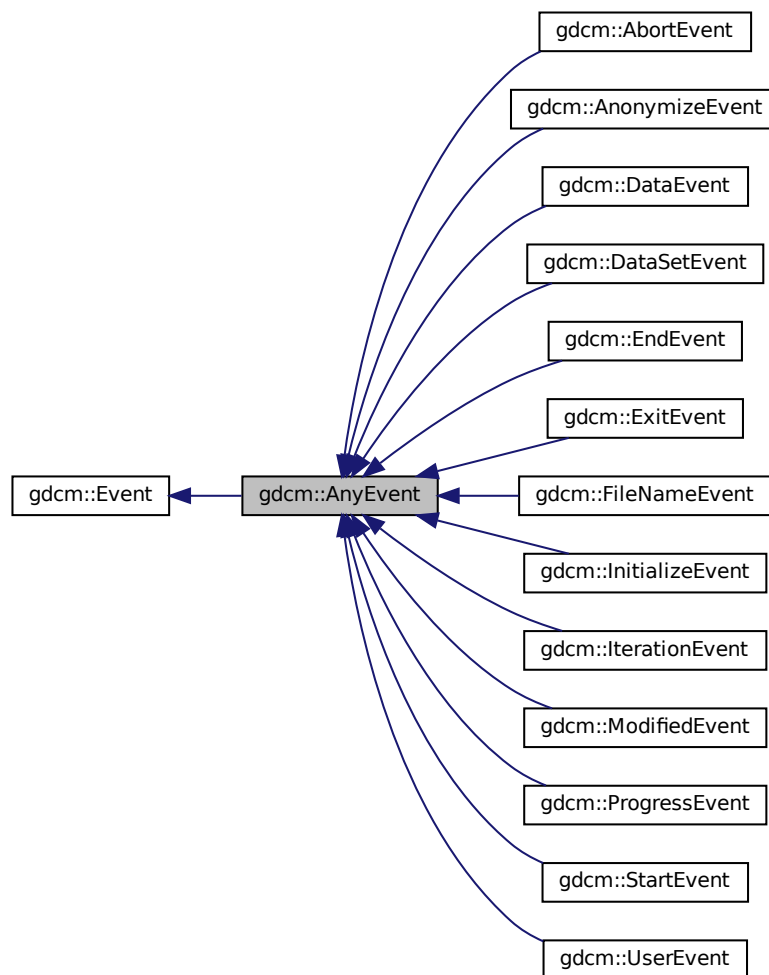 gdcm::AbortEvent
gdcm::AnonymizeEvent
gdcm::DataEvent
gdcm::DataSetEvent
gdcm::EndEvent
gdcm::ExitEvent
gdcm::Event
gdcm::AnyEvent
gdcm::FileNameEvent
gdcm::InitializeEvent
gdcm::IterationEvent
gdcm::ModifiedEvent
gdcm::ProgressEvent
gdcm::StartEvent
gdcm::UserEvent